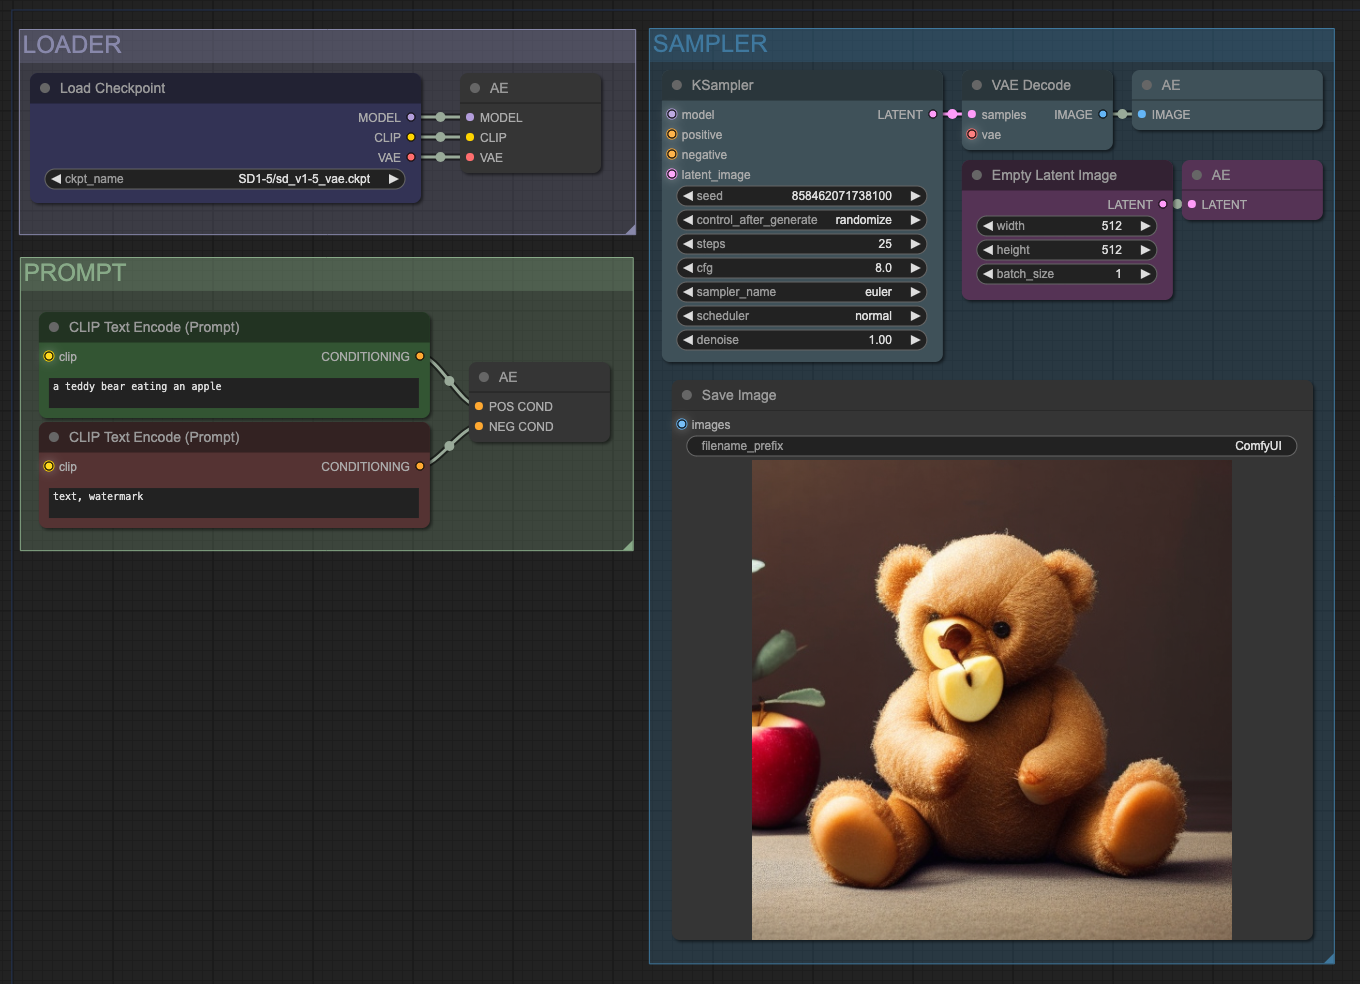 LOADER
Load Checkpoint
MODEL
CLIP
VAE
ckpt_name SD1-5/sd_v1-5_vae.ckpt
AE
MODEL
CLIP
VAE
PROMPT
CLIP Text Encode (Prompt)
clip CONDITIONING
a teddy bear eating an apple
CLIP Text Encode (Prompt)
clip CONDITIONING
text, watermark
AE
POS COND
NEG COND
SAMPLER
KSampler
model LATENT
positive
negative
latent_image
seed 858462071738100
control_after_generate randomize
steps 25
cfg 8.0
sampler_name euler
scheduler normal
denoise 1.00
VAE Decode
samples IMAGE
vae
AE
IMAGE
Empty Latent Image
LATENT
width 512
height 512
batch_size 1
AE
LATENT
Save Image
images
filename_prefix ComfyUI